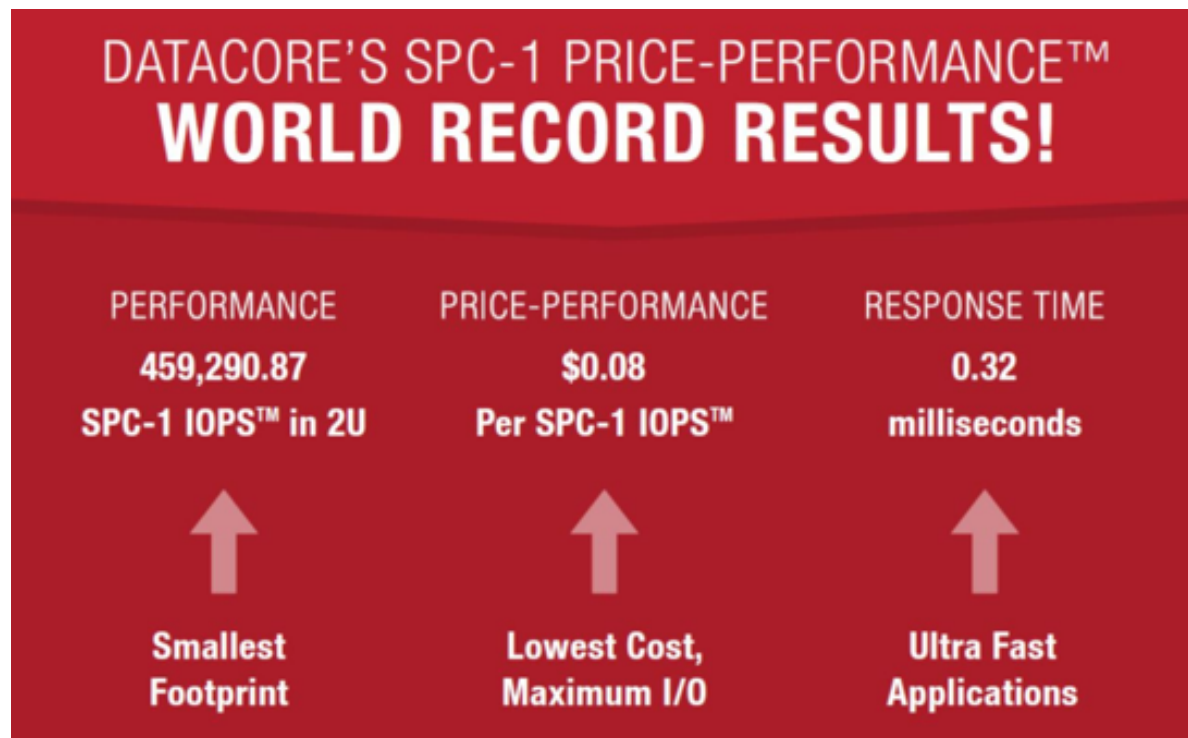 DATACORE'S SPC-1 PRICE-PERFORMANCE™
WORLD RECORD RESULTS!
PERFORMANCE
459,290.87
SPC-1 IOPS™ in 2U
Smallest
Footprint
PRICE-PERFORMANCE
$0.08
Per SPC-1 IOPS™
Lowest Cost,
Maximum I/O
RESPONSE TIME
0.32
milliseconds
Ultra Fast
Applications